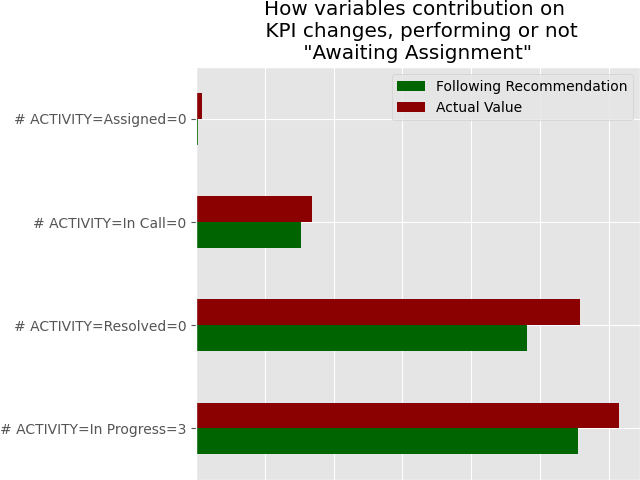 How variables contribution on
KPI changes, performing or not
"Awaiting Assignment"
Following Recommendation
Actual Value
# ACTIVITY=Assigned=0
# ACTIVITY=In Call=0
# ACTIVITY=Resolved=0
# ACTIVITY=In Progress=3